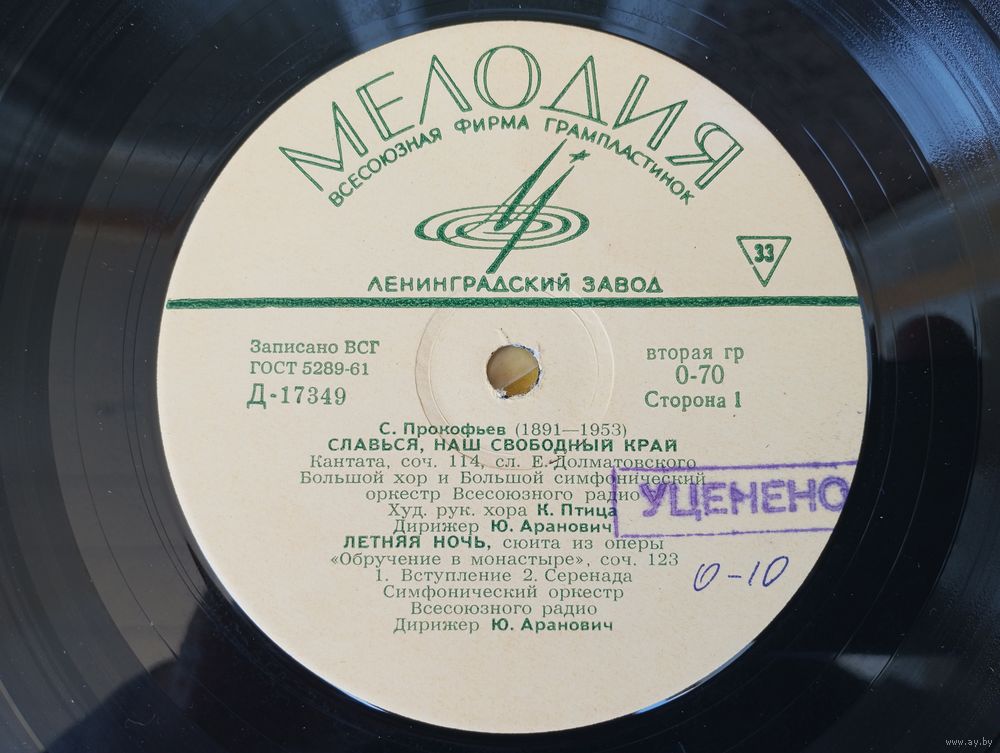 МЕЛОДИЯ
ВСЕСОЮЗНАЯ ФИРМА ГРАМПЛАСТИНОК
33
ЛЕНИНГРАДСКИЙ ЗАВОД
Записано ВСГ
ГОСТ 5289-61
Д-17349
вторая гр
0-70
Сторона 1
С. Прокофьев (1891—1953)
СЛАВЬСЯ, НАШ СВОБОДНЫЙ КРАЙ
Кантата, соч. 114, сл. Е. Долматовского
Большой хор и Большой симфонический
оркестр Всесоюзного радио
Худ. рук. хора К. Птица
Дирижер Ю. Аранович
ЛЕТНЯЯ НОЧЬ, сюита из оперы
«Обручение в монастыре», соч. 123
1. Вступление 2. Серенада
Симфонический оркестр
Всесоюзного радио
Дирижер Ю. Аранович
УЦЕНЕНО
0-10
www.ay.by